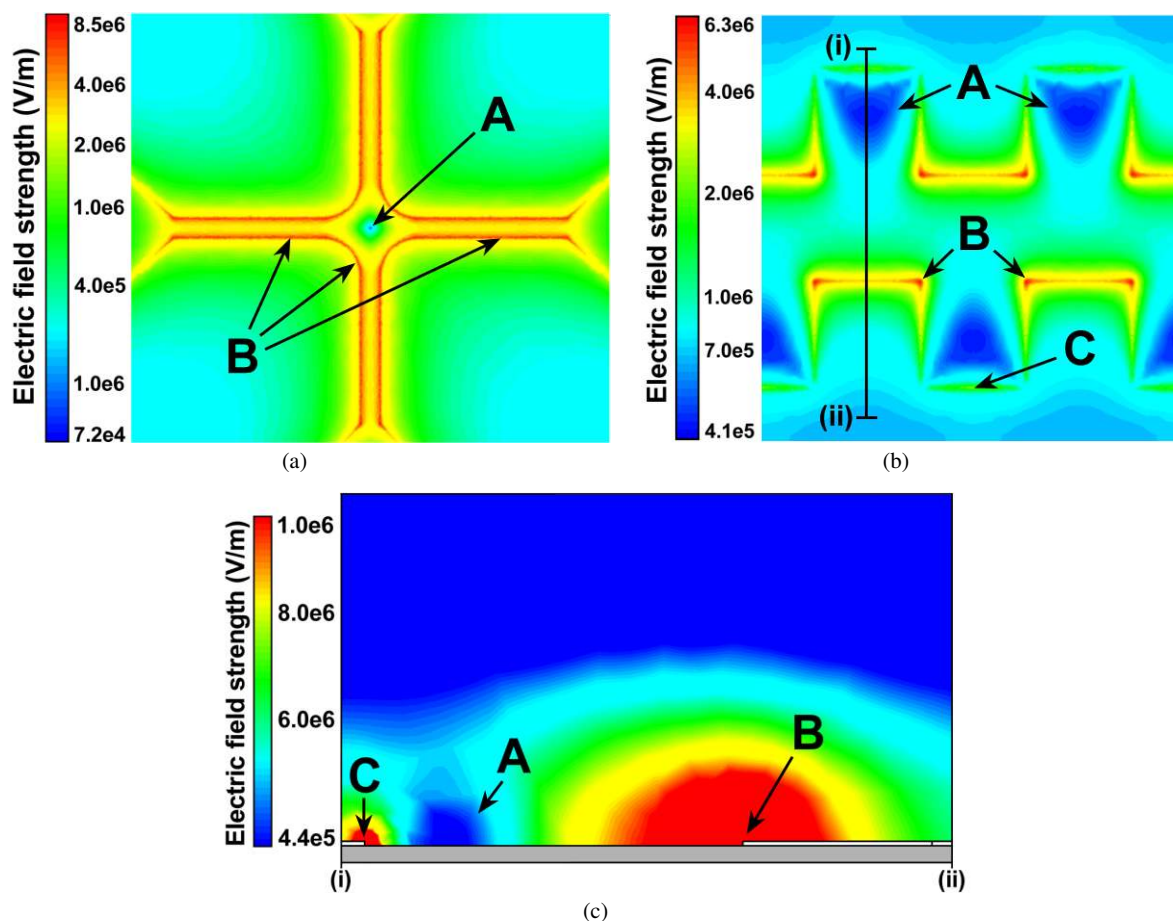 Electric field strength (V/m)
8.5e6
4.0e6
2.0e6
1.0e6
4.0e5
1.0e6
7.2e4
A
B
(a)
Electric field strength (V/m)
6.3e6
4.0e6
2.0e6
1.0e6
7.0e5
4.1e5
(i)
A
B
C
(ii)
(b)
Electric field strength (V/m)
1.0e6
8.0e6
6.0e6
4.4e5
C
A
B
(i)
(ii)
(c)